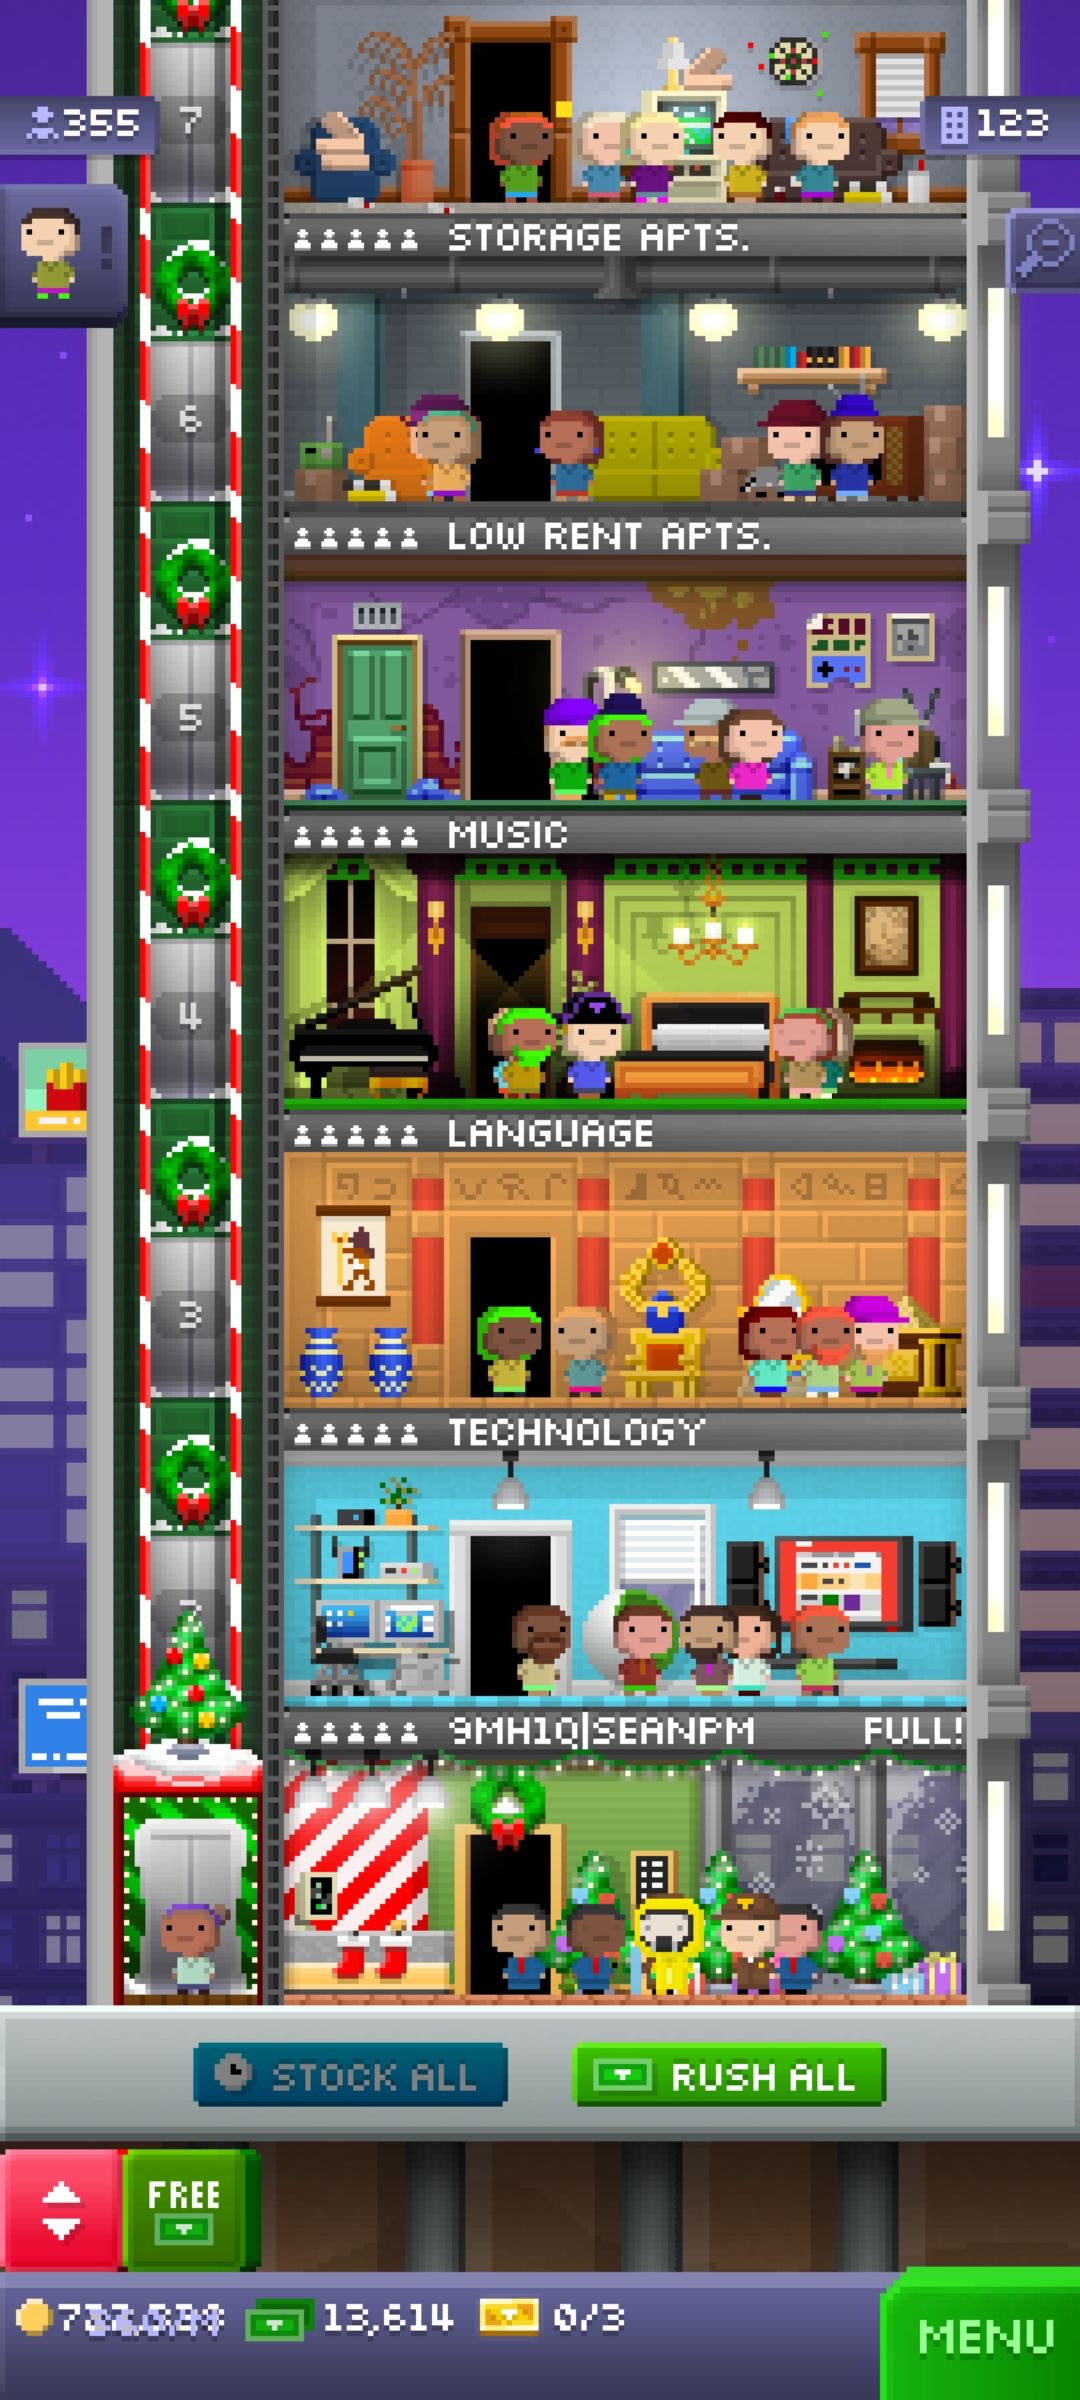 7
355
123
STORAGE APTS.
6
LOW RENT APTS.
5
MUSIC
4
LANGUAGE
3
TECHNOLOGY
9MH1Q|SEANPM FULL!
STOCK ALL
RUSH ALL
FREE
13,614
0/3
MENU